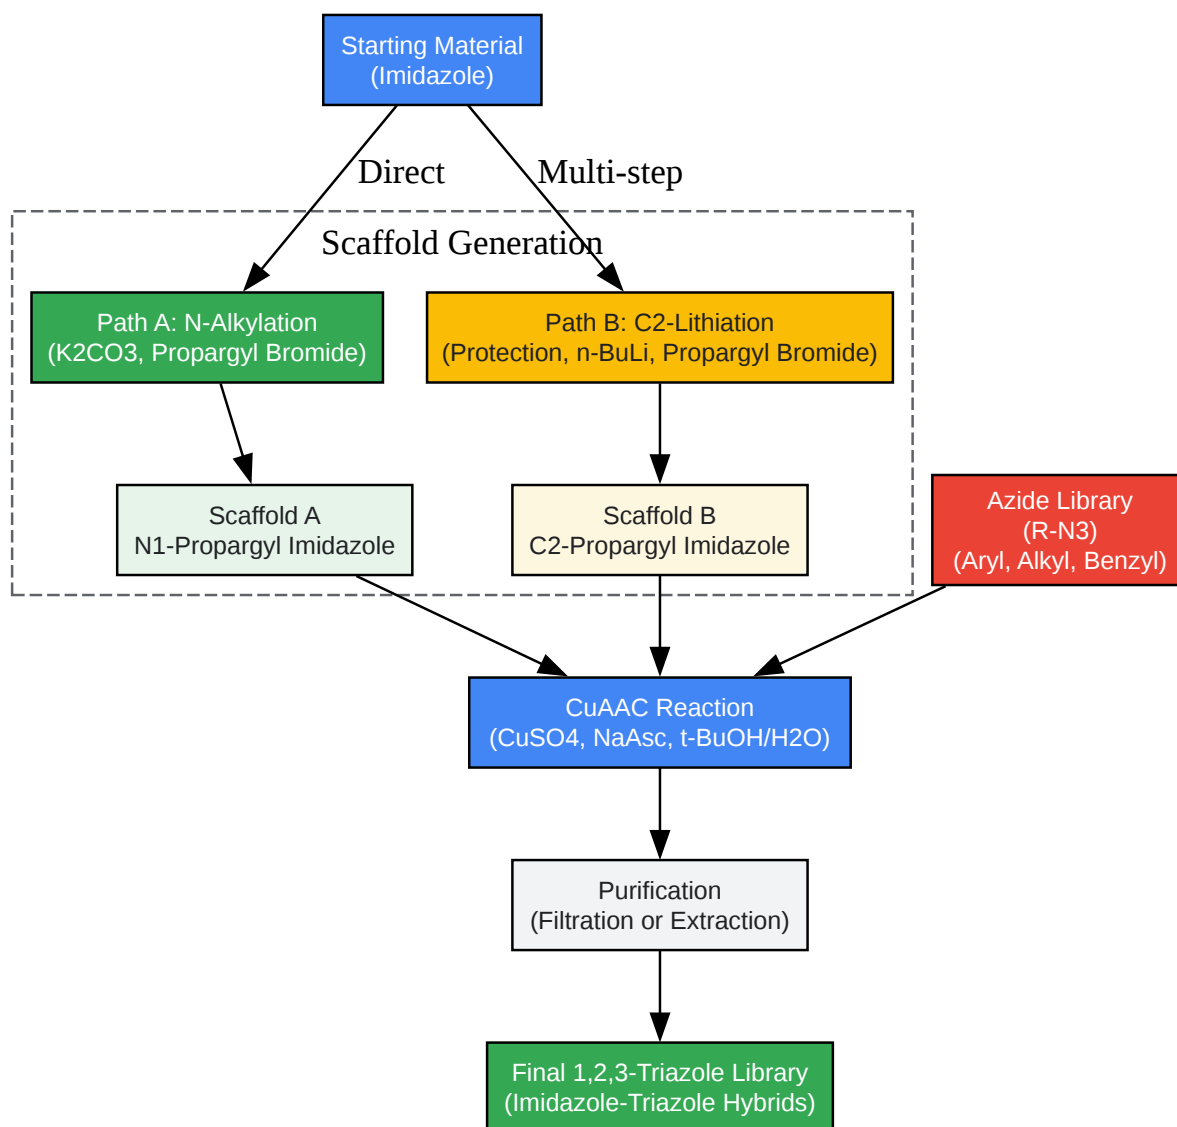 Starting Material
(Imidazole)
Direct
Multi-step
Scaffold Generation
Path A: N-Alkylation
(K2CO3, Propargyl Bromide)
Path B: C2-Lithiation
(Protection, n-BuLi, Propargyl Bromide)
Scaffold A
N1-Propargyl Imidazole
Scaffold B
C2-Propargyl Imidazole
Azide Library
(R-N3)
(Aryl, Alkyl, Benzyl)
CuAAC Reaction
(CuSO4, NaAsc, t-BuOH/H2O)
Purification
(Filtration or Extraction)
Final 1,2,3-Triazole Library
(Imidazole-Triazole Hybrids)